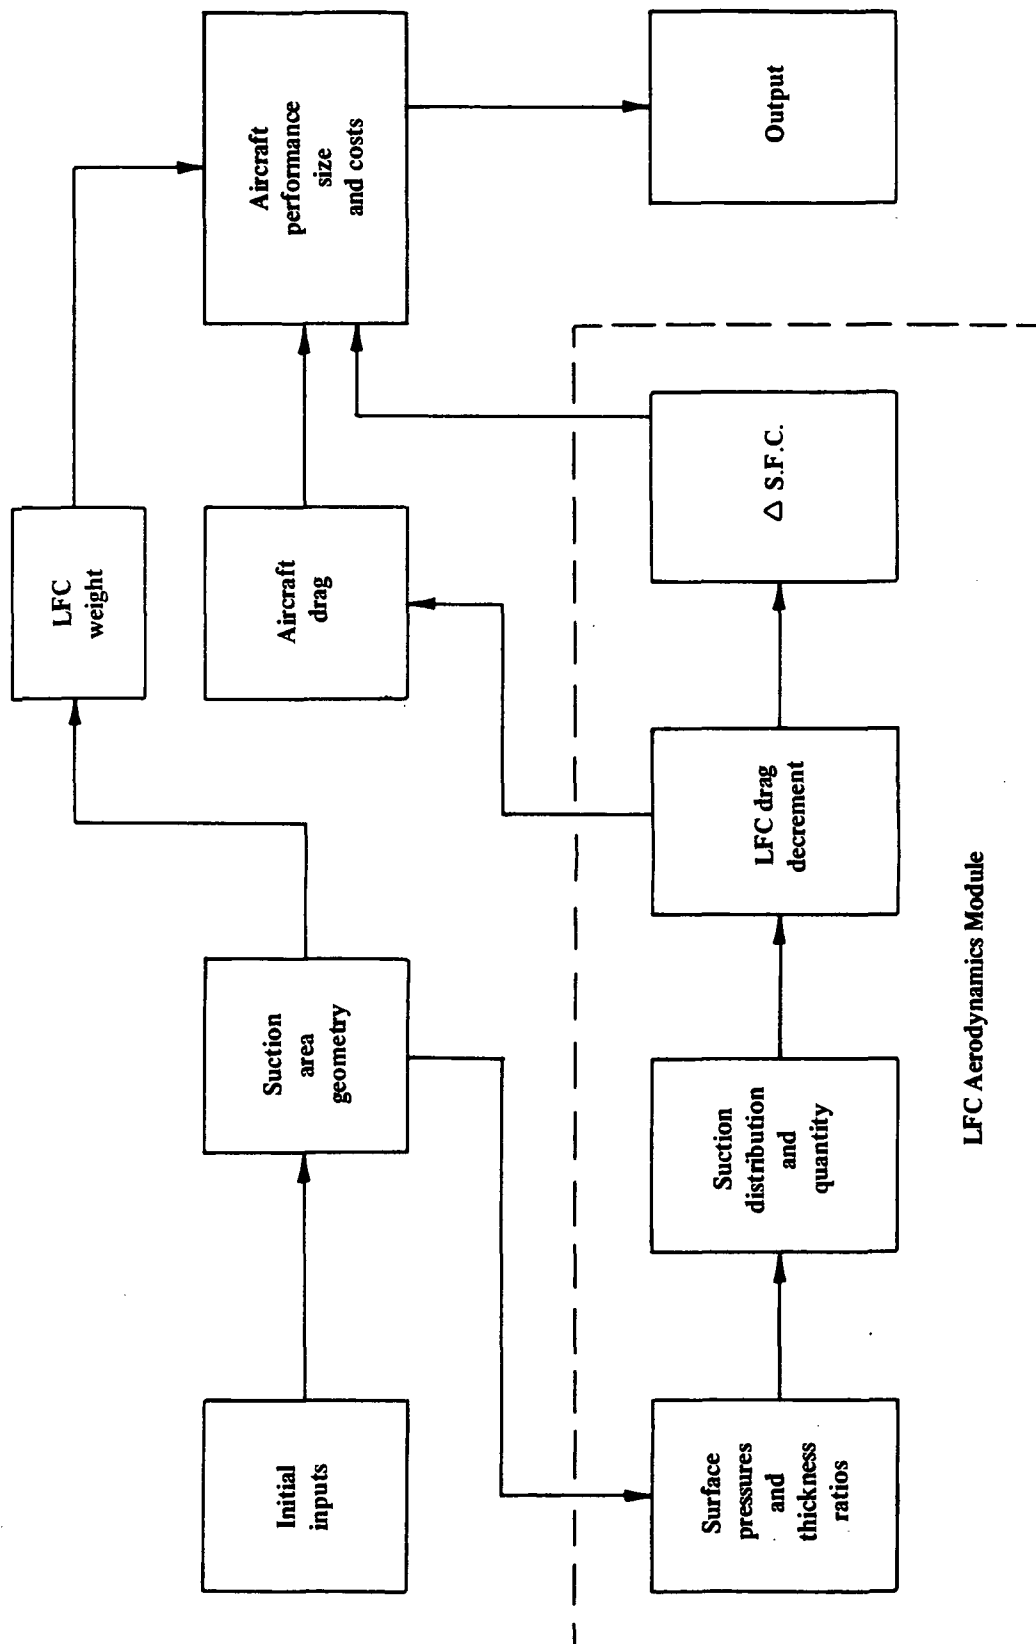 LFC
weight
Initial
inputs
Suction
area
geometry
Aircraft
drag
Aircraft
performance
size
and costs
Surface
pressures
and
thickness
ratios
Suction
distribution
and
quantity
LFC drag
decrement
Δ S.F.C.
Output
LFC Aerodynamics Module